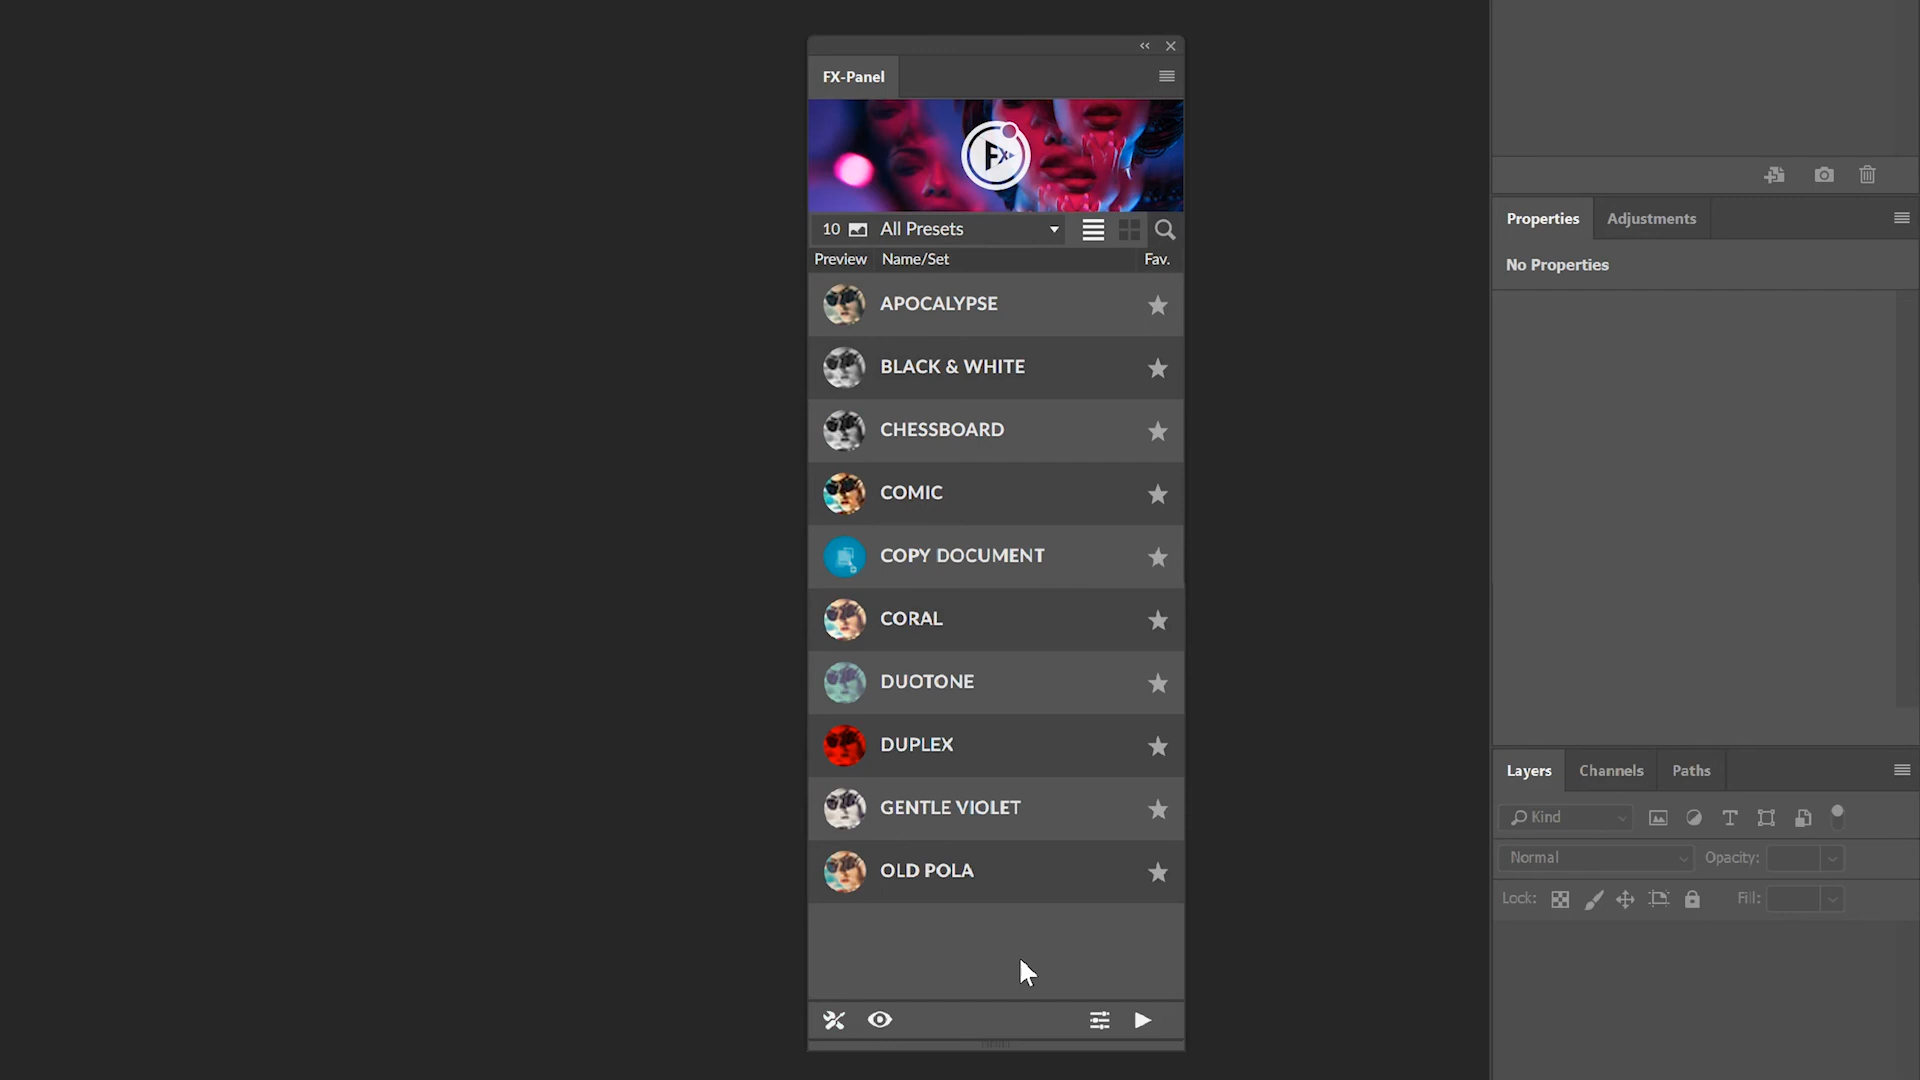 FX-Panel
Fx
10 All Presets
Preview Name/Set Fav.
APOCALYPSE
BLACK & WHITE
CHESSBOARD
COMIC
COPY DOCUMENT
CORAL
DUOTONE
DUPLEX
GENTLE VIOLET
OLD POLA
Properties Adjustments
No Properties
Layers Channels Paths
Kind
Normal Opacity:
Lock: Fill: